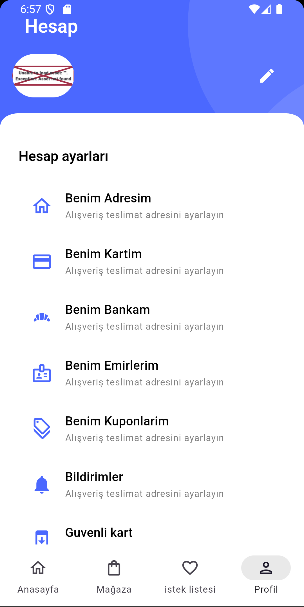 6:57
Hesap
Hesap ayarları
Benim Adresim
Alışveriş teslimat adresini ayarlayın
Benim Kartim
Alışveriş teslimat adresini ayarlayın
Benim Bankam
Alışveriş teslimat adresini ayarlayın
Benim Emirlerim
Alışveriş teslimat adresini ayarlayın
Benim Kuponlarim
Alışveriş teslimat adresini ayarlayın
Bildirimler
Alışveriş teslimat adresini ayarlayın
Guvenli kart
Anasayfa
Mağaza
istek listesi
Profil